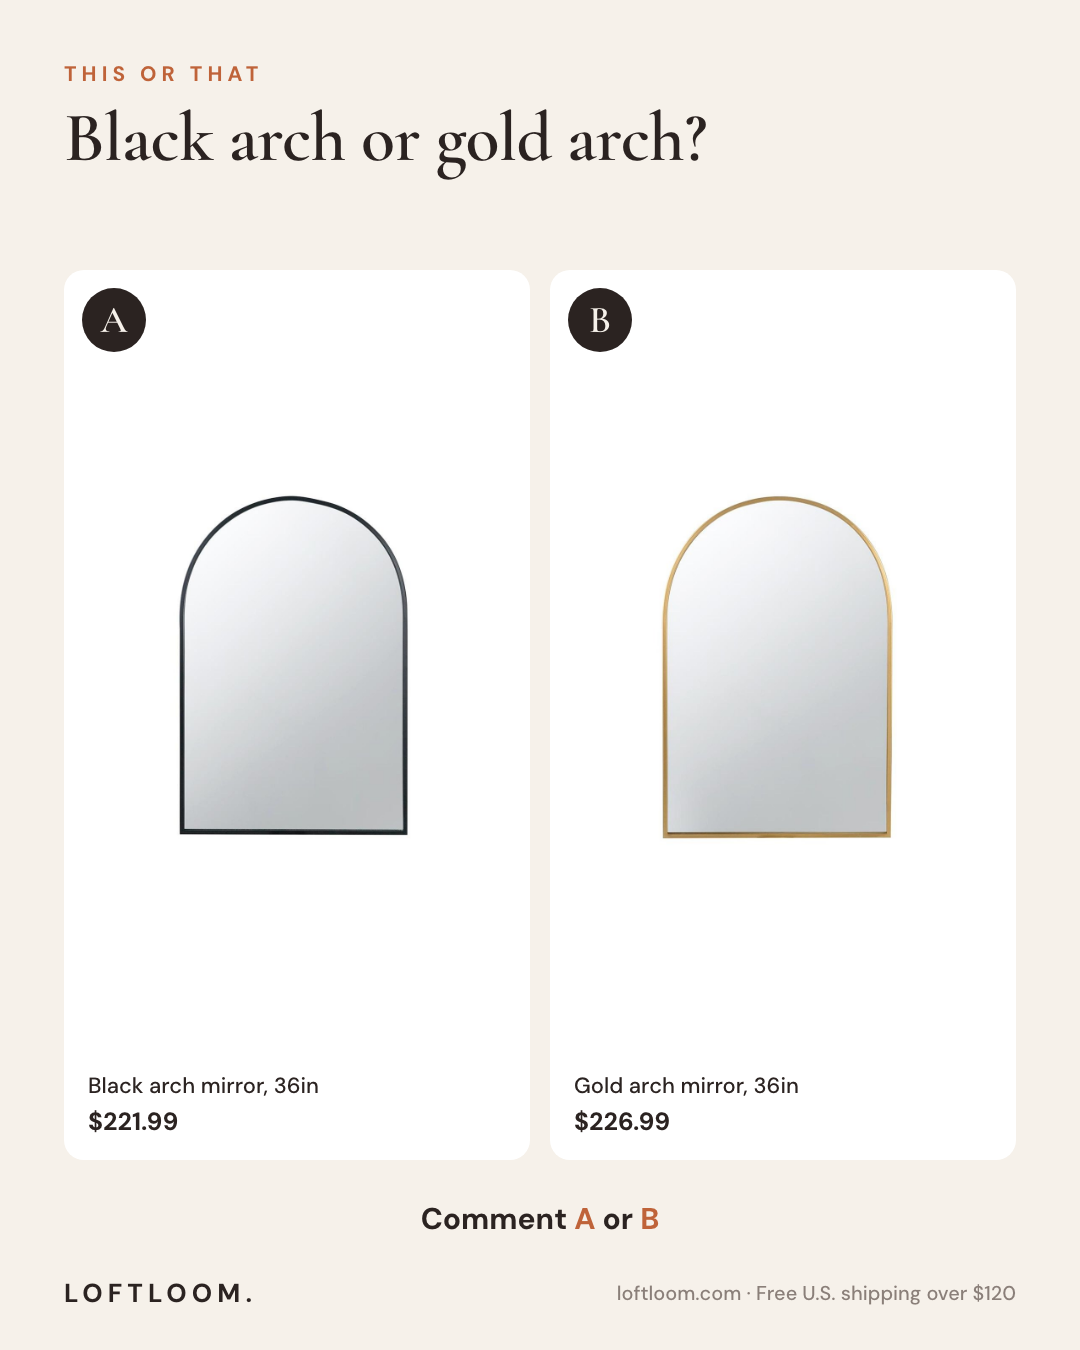 THIS OR THAT
Black arch or gold arch?
A
B
Black arch mirror, 36in
$221.99
Gold arch mirror, 36in
$226.99
Comment A or B
LOFTLOOM.
loftloom.com · Free U.S. shipping over $120